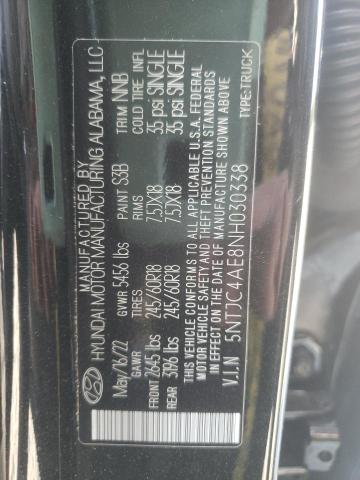 MANUFACTURED BY
HYUNDAI MOTOR MANUFACTURING ALABAMA, LLC
May/16/22 GVWR 5456 lbs PAINT S3B TRIM NNB
GAWR TIRES RIMS COLD TIRE INFL
FRONT 2645 lbs 245/60R18 7.5JX18 35 psi SINGLE
REAR 3196 lbs 245/60R18 7.5JX18 35 psi SINGLE
THIS VEHICLE CONFORMS TO ALL APPLICABLE U.S.A. FEDERAL
MOTOR VEHICLE SAFETY AND THEFT PREVENTION STANDARDS
IN EFFECT ON THE DATE OF MANUFACTURE SHOWN ABOVE
V.I.N 5NTJC4AE8NH030338 TYPE:TRUCK